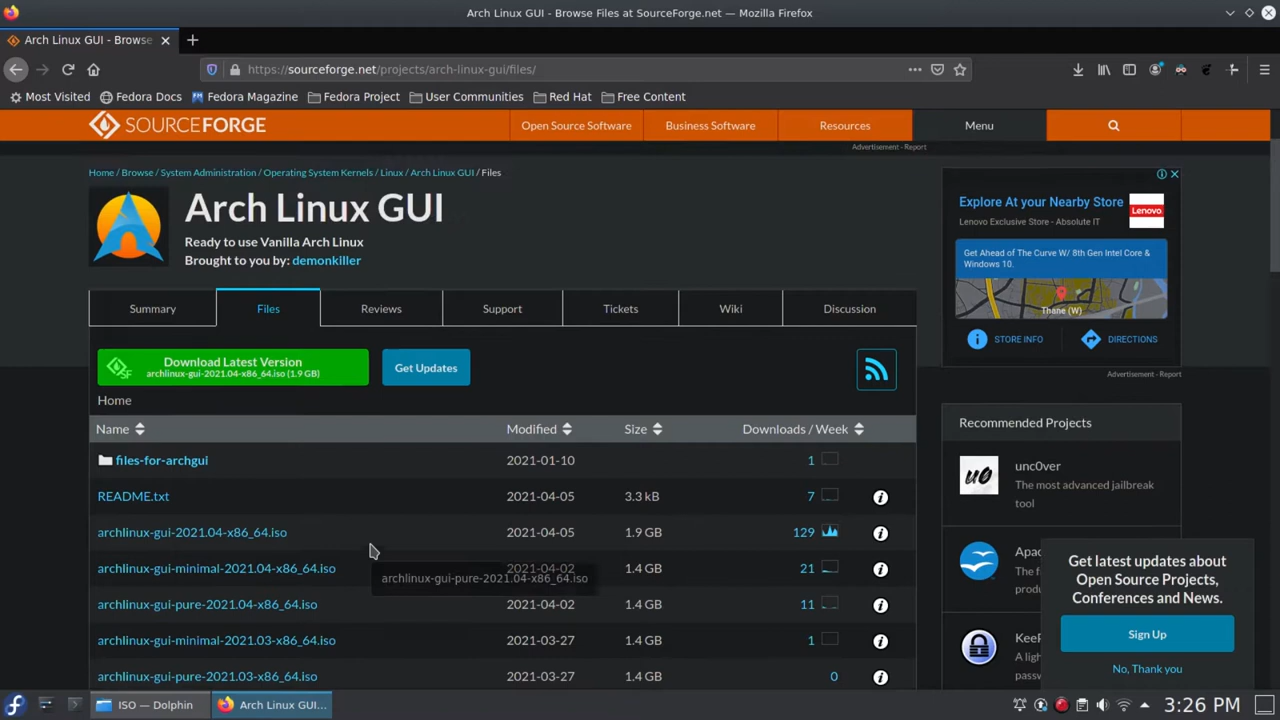 Arch Linux GUI - Browse Files at SourceForge.net — Mozilla Firefox
Arch Linux GUI - Browse
https://sourceforge.net/projects/arch-linux-gui/files/
Most Visited Fedora Docs Fedora Magazine Fedora Project User Communities Red Hat Free Content
SOURCEFORGE Open Source Software Business Software Resources Menu
Advertisement - Report
Home / Browse / System Administration / Operating System Kernels / Linux / Arch Linux GUI / Files
Arch Linux GUI
Ready to use Vanilla Arch Linux
Brought to you by: demonkiller
Explore At your Nearby Store
Lenovo Exclusive Store - Absolute IT
Lenovo
Get Ahead of The Curve W/ 8th Gen Intel Core &
Windows 10.
Thane (W)
STORE INFO DIRECTIONS
Advertisement - Report
Summary Files Reviews Support Tickets Wiki Discussion
Download Latest Version
archlinux-gui-2021.04-x86_64.iso (1.9 GB)
SF
Get Updates
Home
Name Modified Size Downloads / Week
files-for-archgui 2021-01-10 1
README.txt 2021-04-05 3.3 kB 7
archlinux-gui-2021.04-x86_64.iso 2021-04-05 1.9 GB 129
archlinux-gui-minimal-2021.04-x86_64.iso 2021-04-02 1.4 GB 21
archlinux-gui-pure-2021.04-x86_64.iso
archlinux-gui-pure-2021.04-x86_64.iso 2021-04-02 1.4 GB 11
archlinux-gui-minimal-2021.03-x86_64.iso 2021-03-27 1.4 GB 1
archlinux-gui-pure-2021.03-x86_64.iso 2021-03-27 1.4 GB 0
Recommended Projects
u0
unc0ver
The most advanced jailbreak
tool
Apac
The f
produ
Kee
A ligh
passw
Get latest updates about
Open Source Projects,
Conferences and News.
Sign Up
No, Thank you
ISO — Dolphin Arch Linux GUI... 3:26 PM